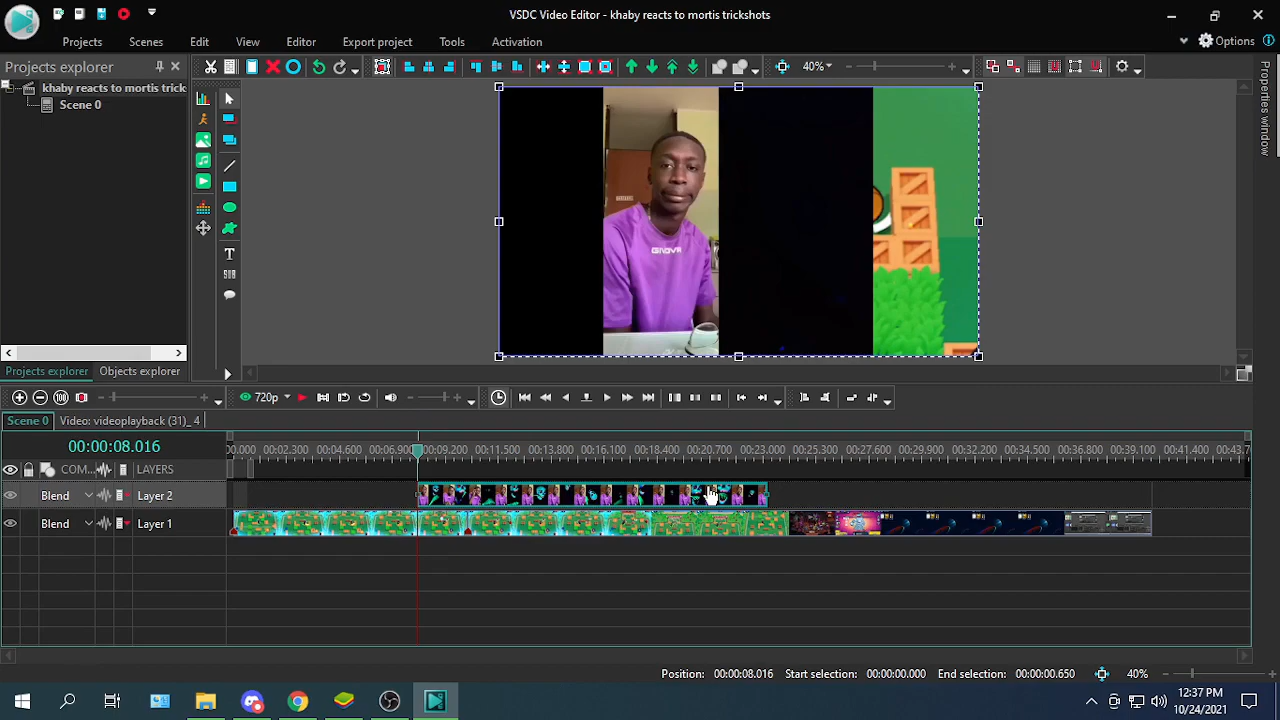 VSDC Video Editor - khaby reacts to mortis trickshots
Projects
Scenes
Edit
View
Editor
Export project
Tools
Activation
Options
Projects explorer
40%
khaby reacts to mortis trick
Scene 0
Properties window
GIVOVA
Projects explorer
Objects explorer
720p
Scene 0
Video: videoplayback (31)_4
00:00:08.016
0.000
00:02.300
00:04.600
00:06.900
00:09.200
00:11.500
00:13.800
00:16.100
00:18.400
00:20.700
00:23.000
00:25.300
00:27.600
00:29.900
00:32.200
00:34.500
00:36.800
00:39.100
00:41.400
00:43.7
COM...
LAYERS
Blend
Layer 2
Blend
Layer 1
Position: 00:00:08.016
Start selection: 00:00:00.000
End selection: 00:00:00.650
40%
12:37 PM
10/24/2021